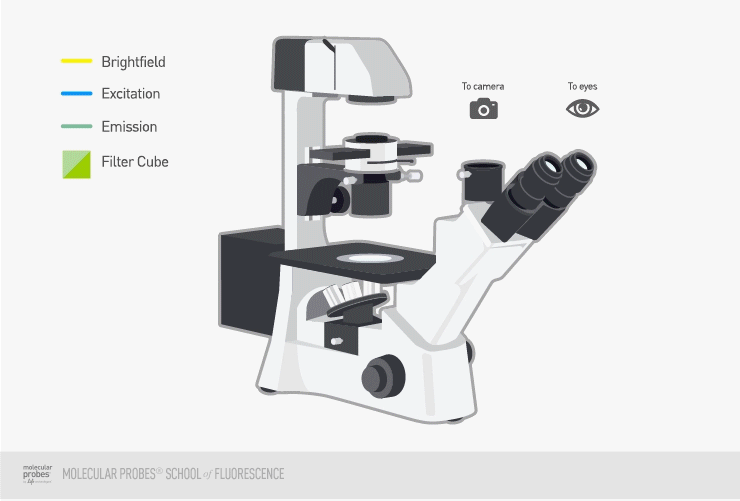 To camera
To eyes
Brightfield
Excitation
Emission
Filter Cube
molecular
probes
MOLECULAR PROBES® SCHOOL of FLUORESCENCE